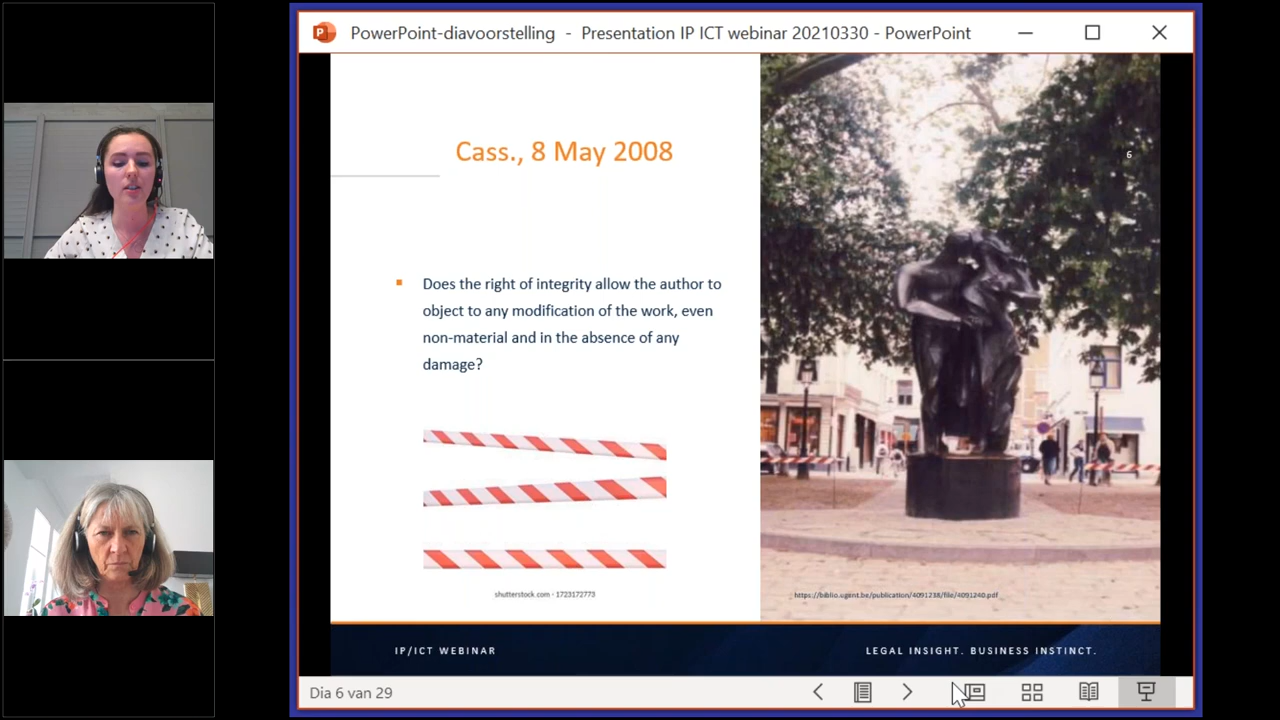 PowerPoint-diavoorstelling - Presentation IP ICT webinar 20210330 - PowerPoint
6
Cass., 8 May 2008
Does the right of integrity allow the author to
object to any modification of the work, even
non-material and in the absence of any
damage?
shutterstock.com · 1723172773
https://biblio.ugent.be/publication/4091238/file/4091240.pdf
IP/ICT WEBINAR
LEGAL INSIGHT. BUSINESS INSTINCT.
Dia 6 van 29